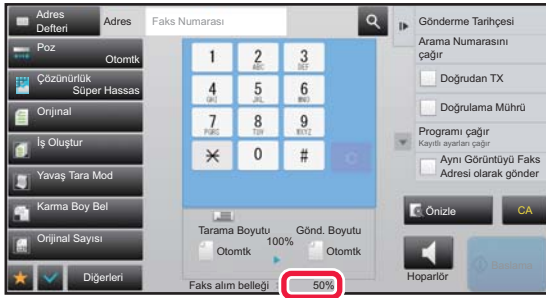 Adres
Defteri
Adres
Faks Numarası
Poz
Otomtk
Çözünürlük
Süper Hassas
Orijinal
İş Oluştur
Yavaş Tara Mod
Karma Boy Bel
Orijinal Sayısı
Diğerleri
1
2
ABC
3
DEF
4
GHI
5
JKL
6
MNO
7
PQRS
8
TUV
9
WXYZ
0
#
Tarama Boyutu
Otomtk
100%
Gönd. Boyutu
Otomtk
Faks alım belleği :
50%
Gönderme Tarihçesi
Arama Numarasını
çağır
Doğrudan TX
Doğrulama Mührü
Programı çağır
Kayıtlı ayarları çağır
Aynı Görüntüyü Faks
Adresi olarak gönder
Önizle
CA
Hoparlör